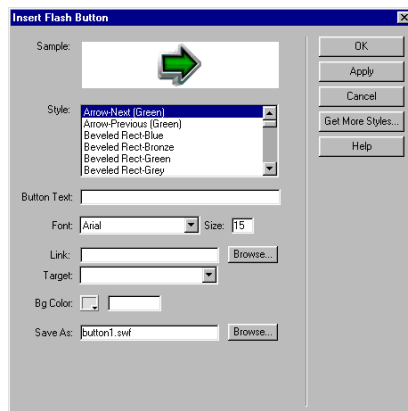 Insert Flash Button
Sample:
OK
Apply
Cancel
Get More Styles...
Help
Style:
Arrow-Next (Green)
Arrow-Previous (Green)
Beveled Rect-Blue
Beveled Rect-Bronze
Beveled Rect-Green
Beveled Rect-Grey
Button Text:
Font: Arial Size: 15
Link: Browse...
Target:
Bg Color:
Save As: button1.swf Browse...